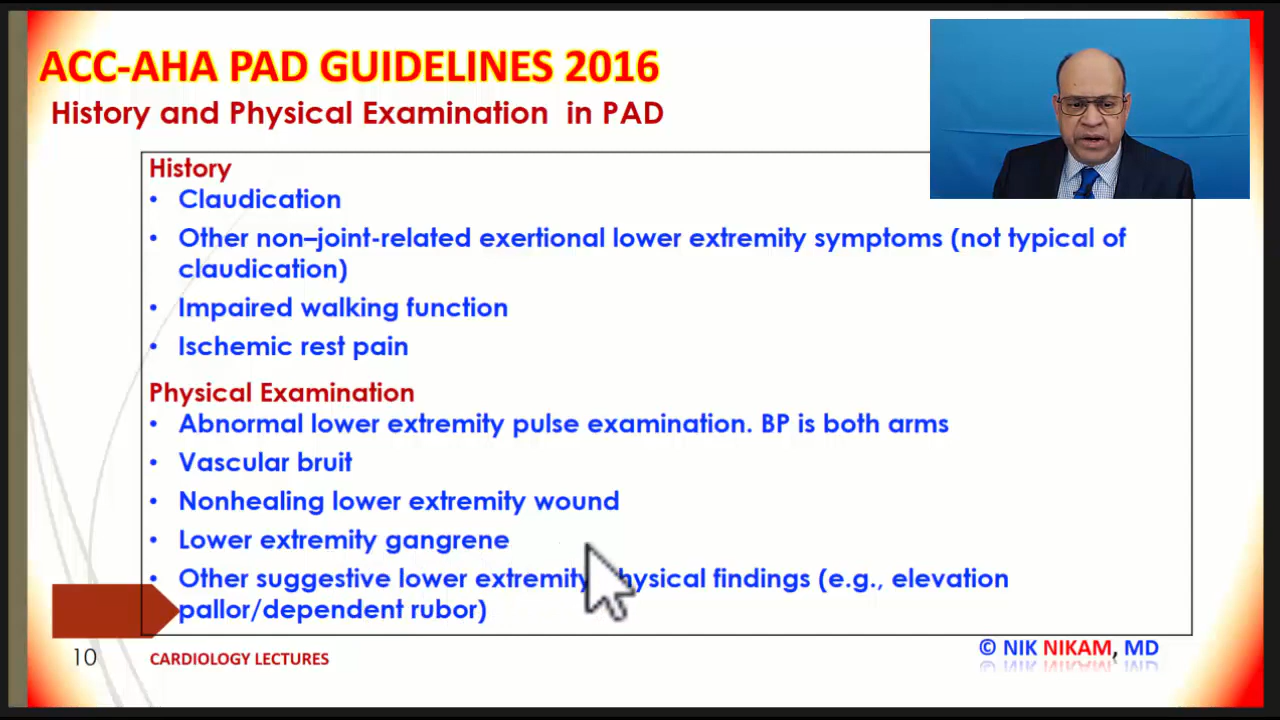 ACC-AHA PAD GUIDELINES 2016
History and Physical Examination in PAD
History
• Claudication
• Other non–joint-related exertional lower extremity symptoms (not typical of
claudication)
• Impaired walking function
• Ischemic rest pain
Physical Examination
• Abnormal lower extremity pulse examination. BP is both arms
• Vascular bruit
• Nonhealing lower extremity wound
• Lower extremity gangrene
• Other suggestive lower extremity physical findings (e.g., elevation
pallor/dependent rubor)
10
CARDIOLOGY LECTURES
© NIK NIKAM, MD